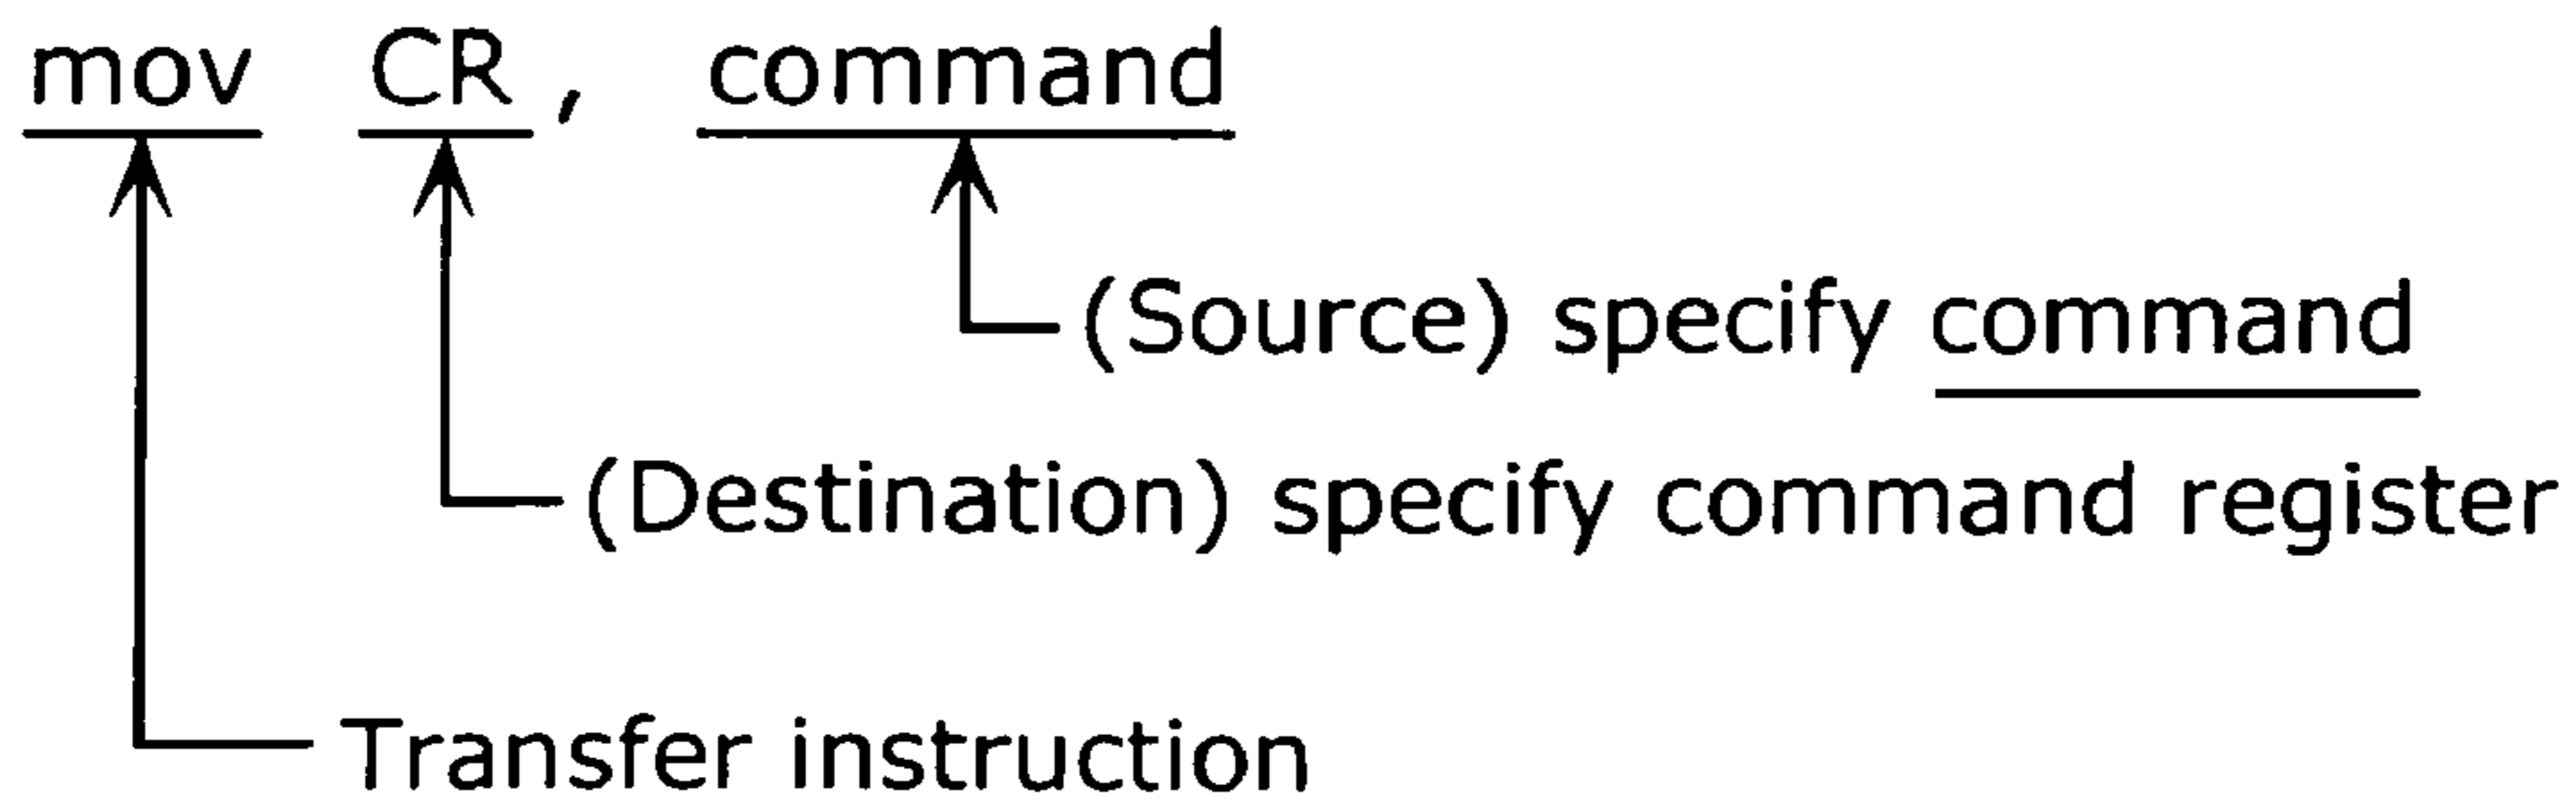 mov CR, command
(Source) specify command
(Destination) specify command register
Transfer instruction